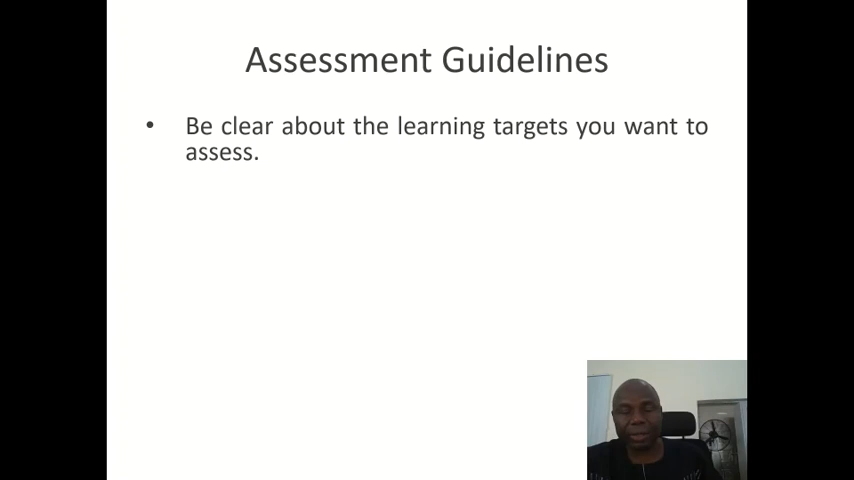 Assessment Guidelines
• Be clear about the learning targets you want to
assess.